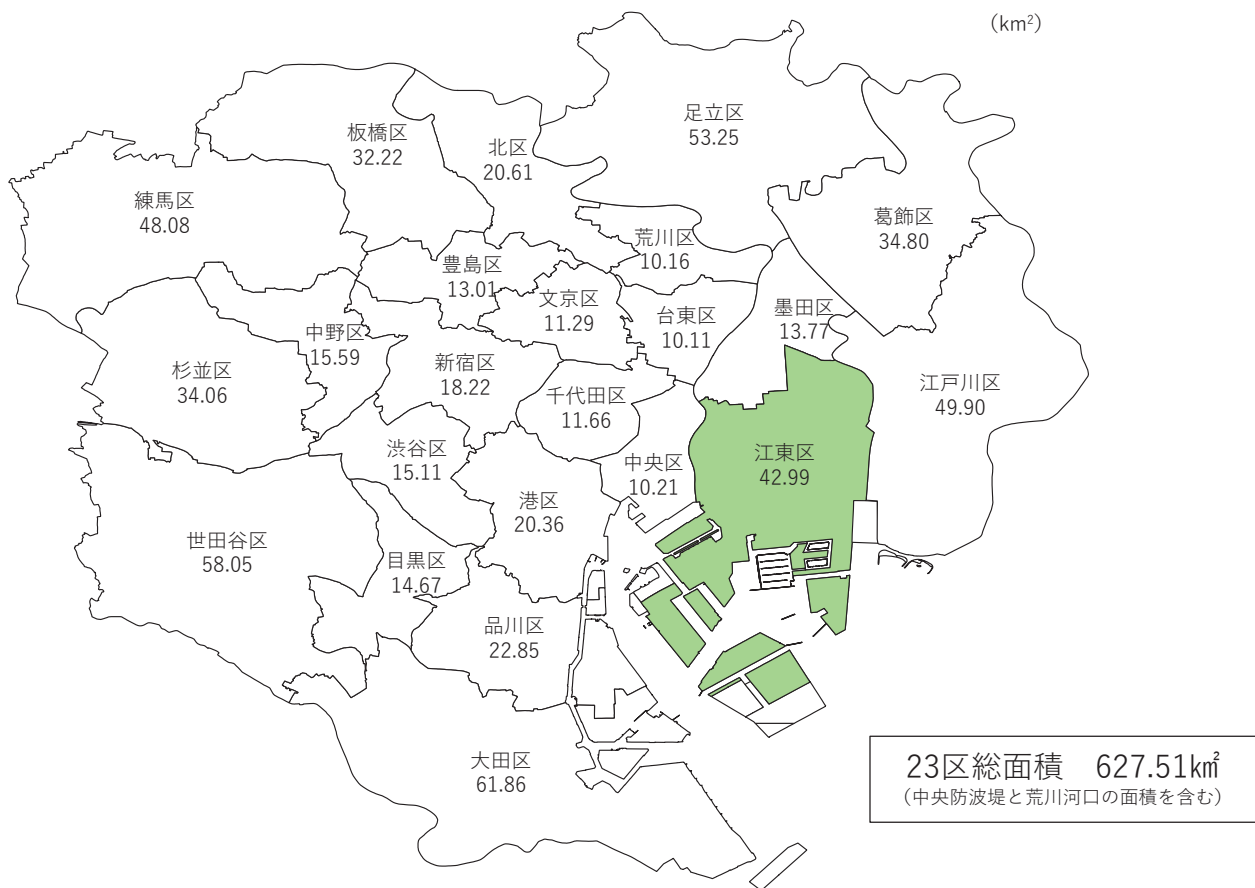 (km²)
足立区
53.25
板橋区
32.22
北区
20.61
練馬区
48.08
葛飾区
34.80
荒川区
10.16
豊島区
13.01
文京区
11.29
台東区
10.11
墨田区
13.77
中野区
15.59
新宿区
18.22
杉並区
34.06
千代田区
11.66
江戸川区
49.90
渋谷区
15.11
中央区
10.21
江東区
42.99
港区
20.36
世田谷区
58.05
目黒区
14.67
品川区
22.85
大田区
61.86
23区総面積　627.51k㎡
（中央防波堤と荒川河口の面積を含む）